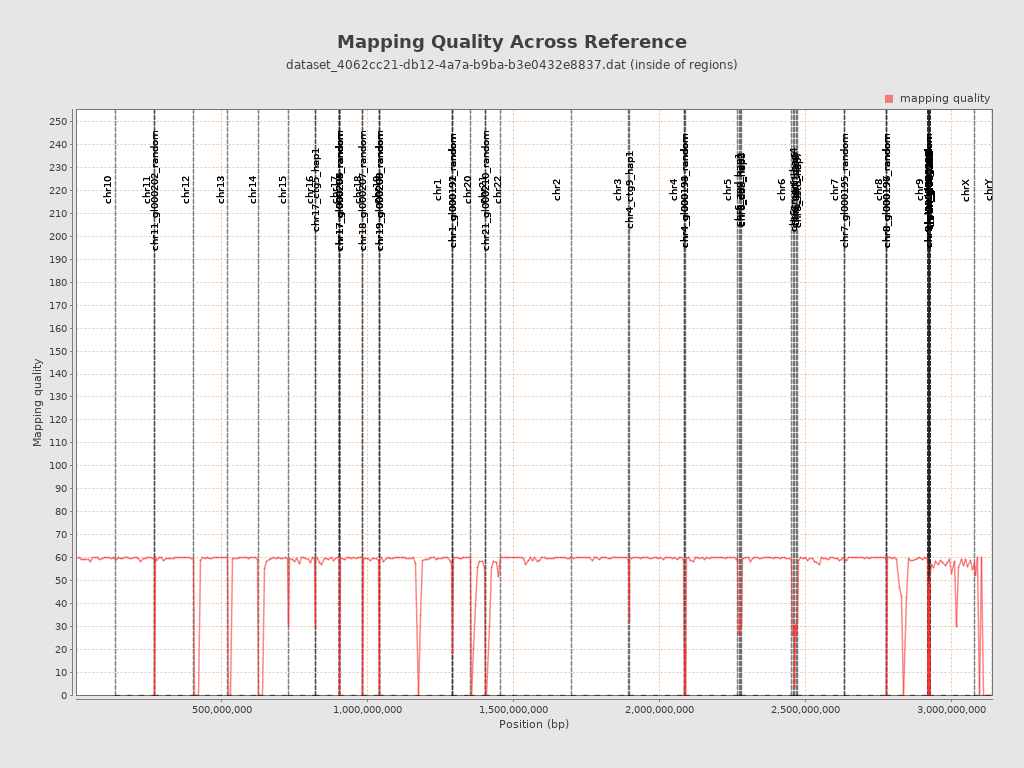 Mapping Quality Across Reference
dataset_4062cc21-db12-4a7a-b9ba-b3e0432e8837.dat (inside of regions)
mapping quality
Mapping quality
250
240
230
220
210
200
190
180
170
160
150
140
130
120
110
100
90
80
70
60
50
40
30
20
10
0
chr10
chr11
chr11_gl000202_random
chr12
chr13
chr14
chr15
chr16
chr17_ctg5_hap1
chr17
chr18
chr18_gl000207_random
chr1
chr1_gl000192_random
chr20
chr21_gl000210_random
chr22
chr2
chr3
chr4_ctg9_hap1
chr4
chr4_gl000193_random
chr5
chr6
chr7
chr7_gl000195_random
chr8
chr9
chrX
chrY
500,000,000
1,000,000,000
1,500,000,000
2,000,000,000
2,500,000,000
3,000,000,000
Position (bp)